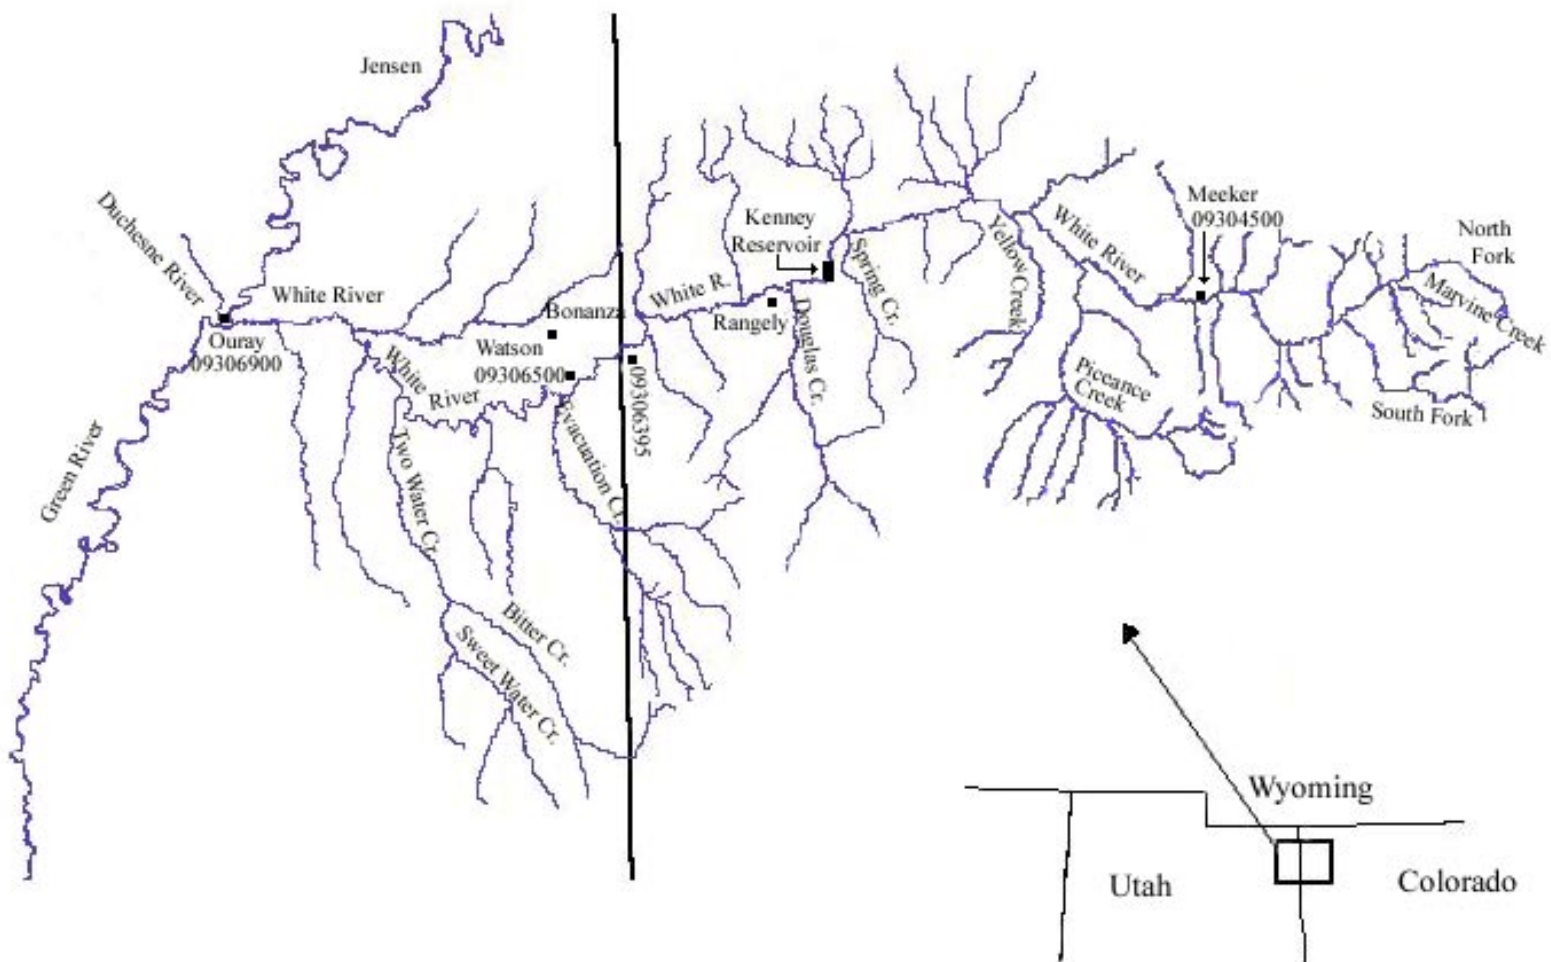 Jensen
Duchesne River
White River
Ouray
09306900
Green River
Bonanza
Watson
09306500
White
River
Two Water Cr.
Evacuation Cr.
09306395
Bitter Cr.
Sweet Water Cr.
White R.
Rangely
Kenney
Reservoir
Spring Cr.
Douglas Cr.
Yellow Creek
White River
Piceance
Creek
Meeker
09304500
North
Fork
Marvine Creek
South Fork
Wyoming
Utah
Colorado